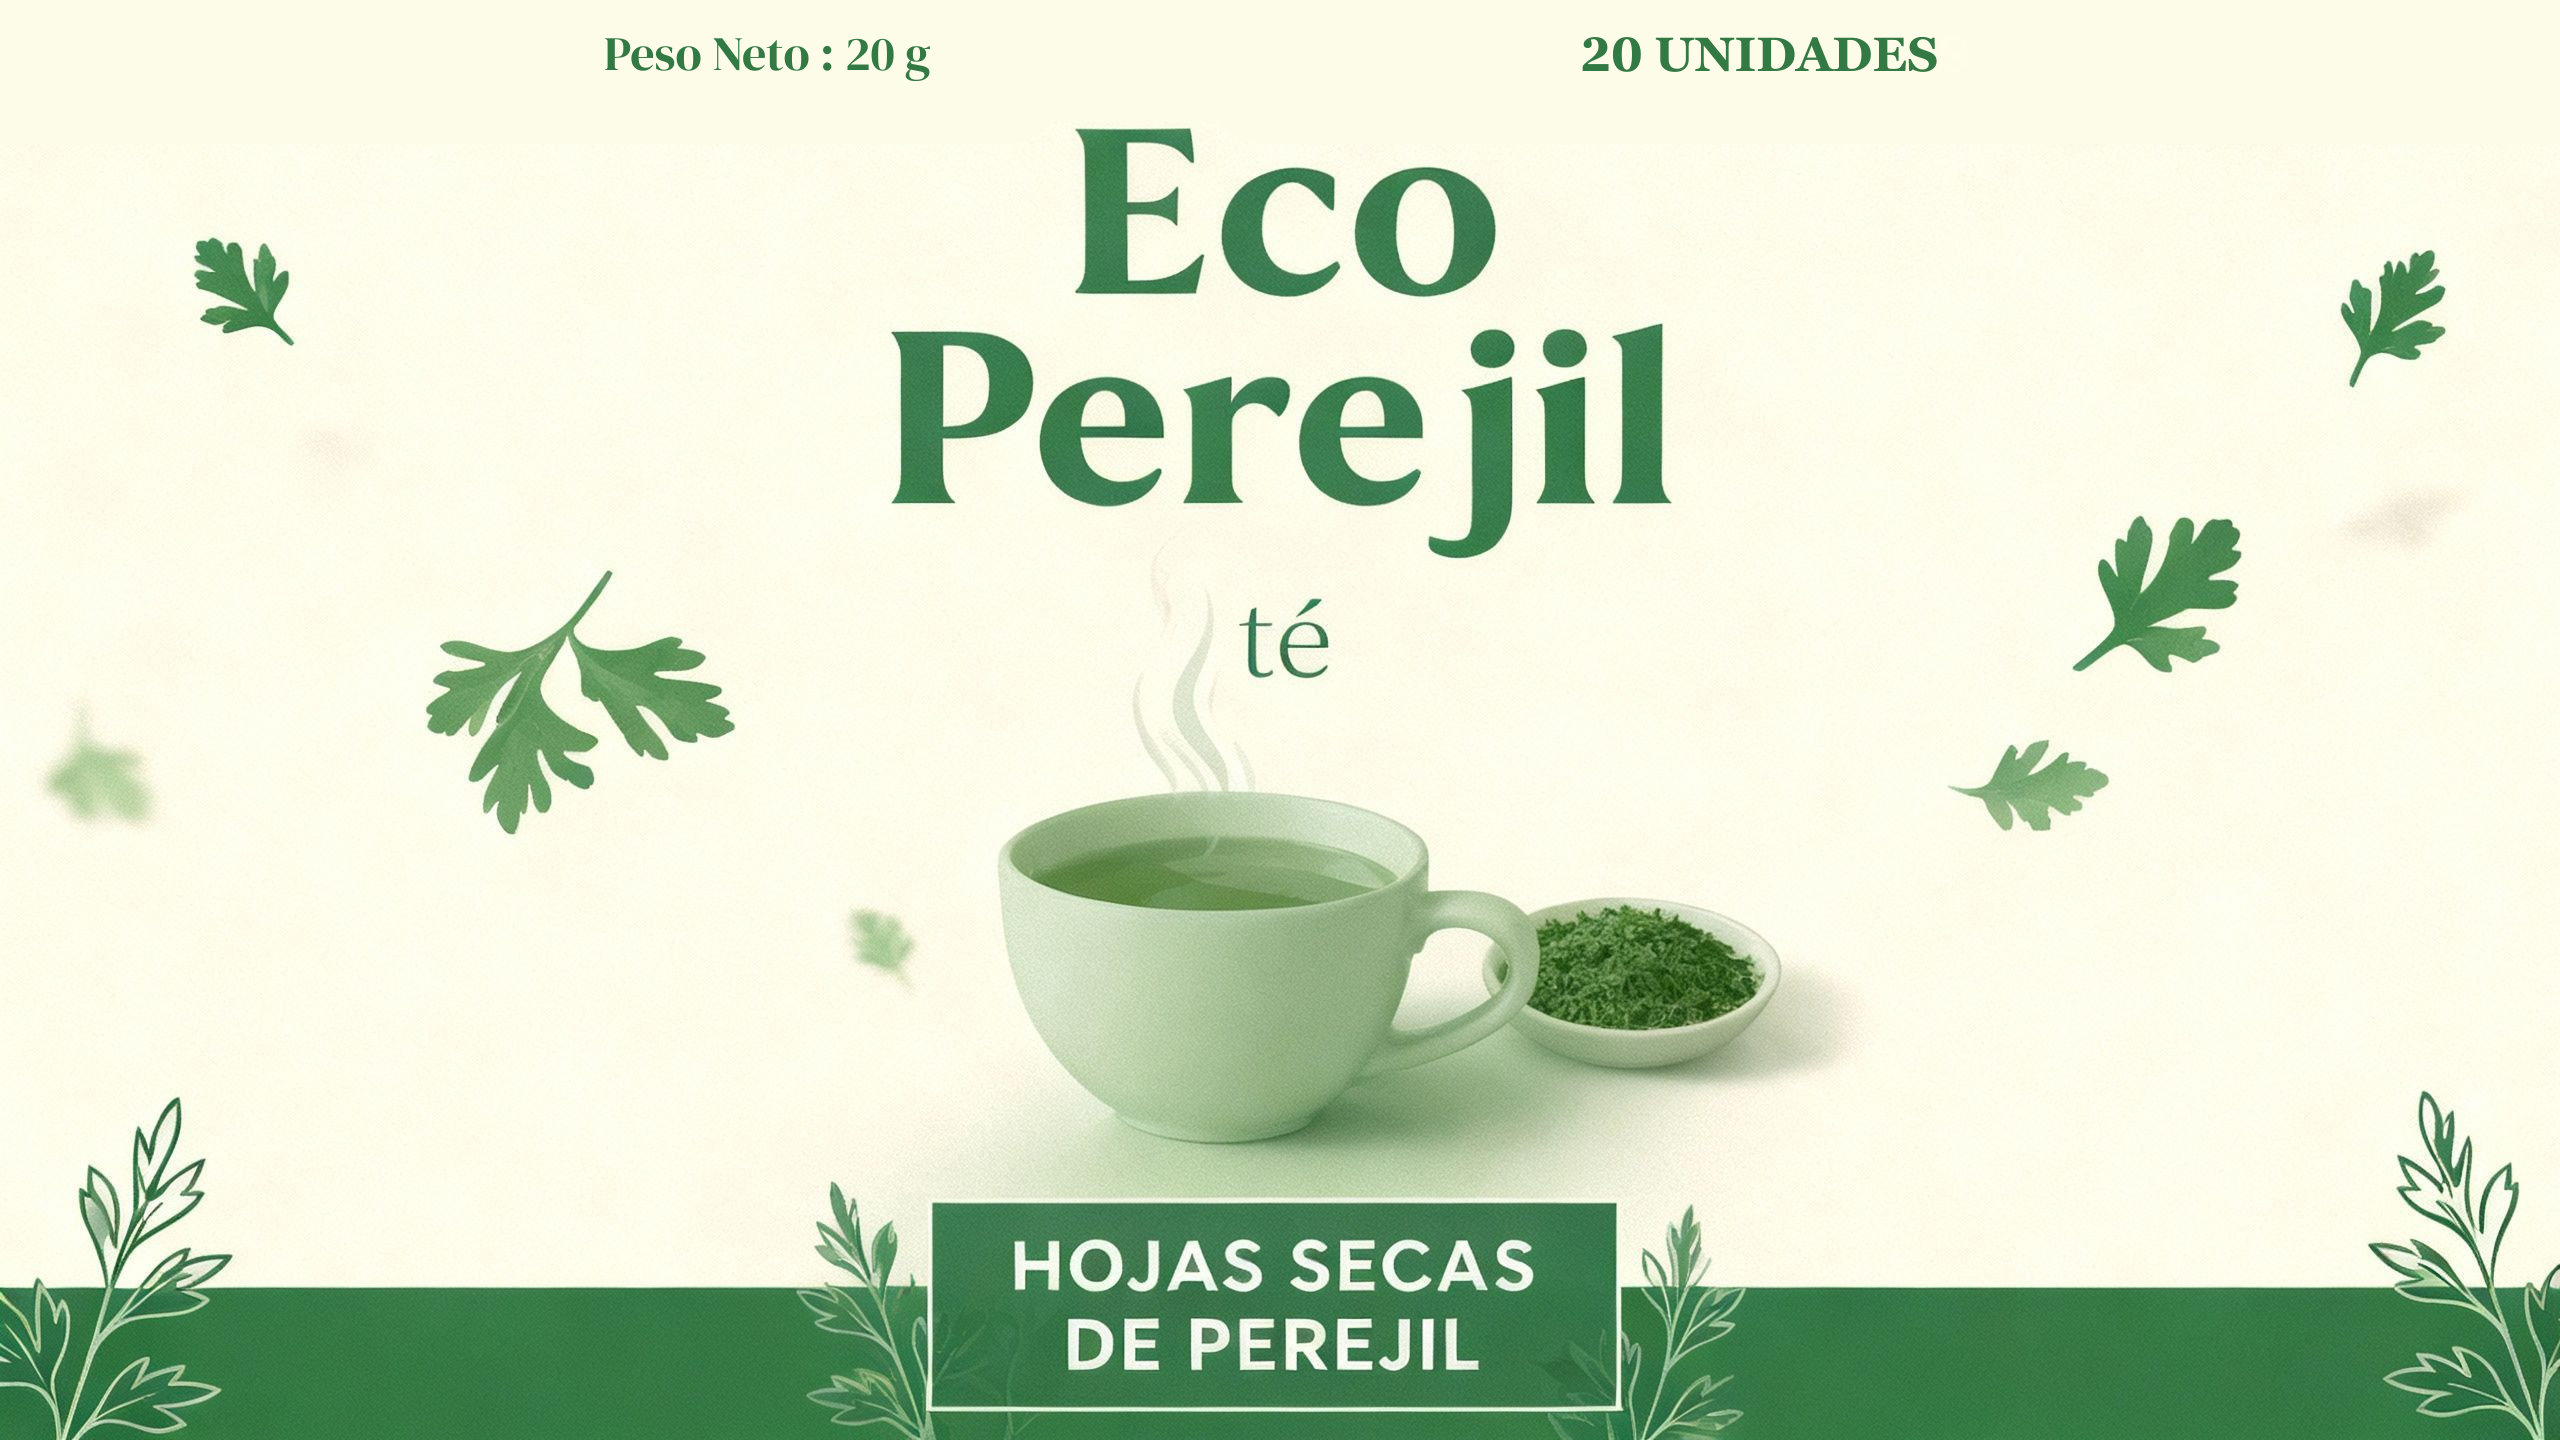 Peso Neto : 20 g
20 UNIDADES
Eco
Perejil
té
HOJAS SECAS
DE PEREJIL